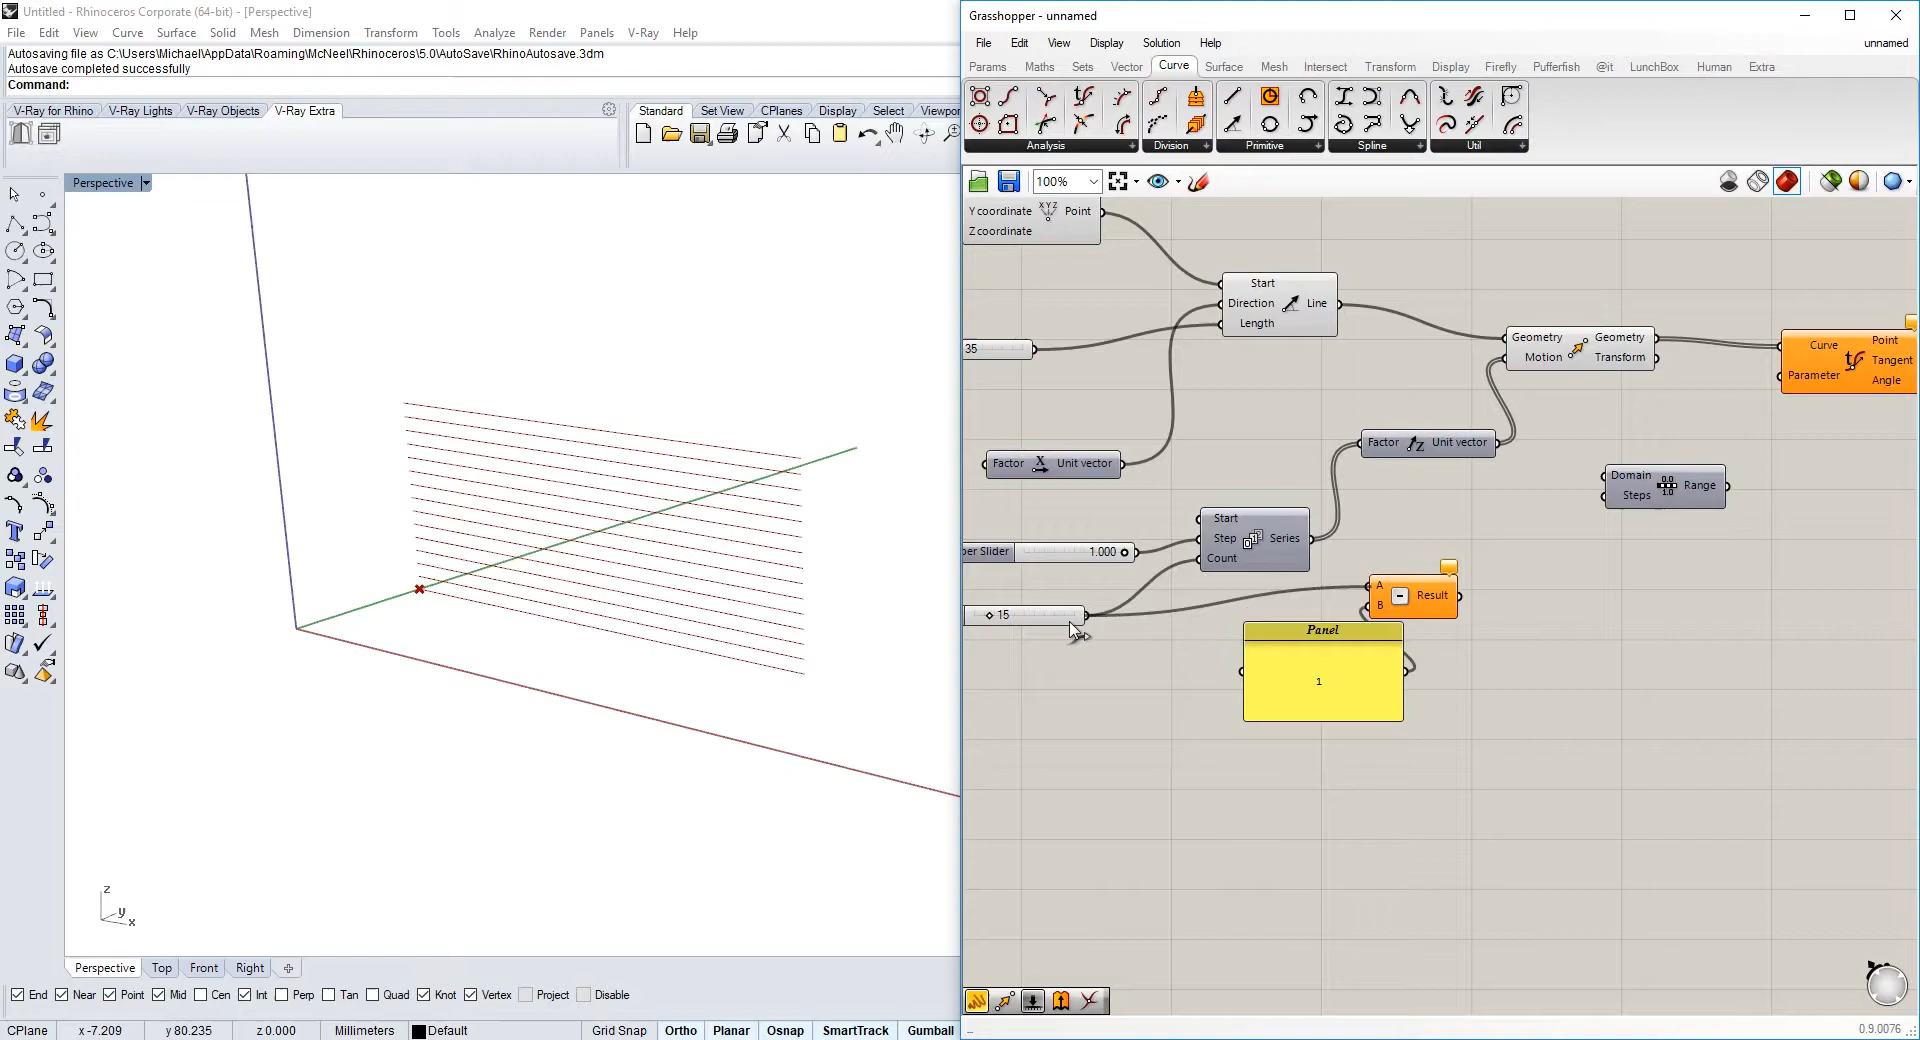 Untitled - Rhinoceros Corporate (64-bit) - [Perspective]
File Edit View Curve Surface Solid Mesh Dimension Transform Tools Analyze Render Panels V-Ray Help
Autosaving file as C:\Users\Michael\AppData\Roaming\McNeel\Rhinoceros\5.0\AutoSave\RhinoAutosave.3dm
Autosave completed successfully
Command:
V-Ray for Rhino V-Ray Lights V-Ray Objects V-Ray Extra
Standard Set View CPlanes Display Select Viewpor
Perspective
z
y
x
Perspective Top Front Right
End Near Point Mid Cen Int Perp Tan Quad Knot Vertex Project Disable
CPlane x -7.209 y 80.235 z 0.000 Millimeters Default Grid Snap Ortho Planar Osnap SmartTrack Gumball
Grasshopper - unnamed
File Edit View Display Solution Help unnamed
Params Maths Sets Vector Curve Surface Mesh Intersect Transform Display Firefly Pufferfish @it LunchBox Human Extra
Analysis Division Primitive Spline Util
100%
Y coordinate
Z coordinate
X Y Z
Point
Start
Direction
Length
Line
35
Geometry
Motion
Geometry
Transform
Curve
Parameter
Point
Tangent
Angle
Factor X Unit vector
Factor Z Unit vector
Domain
Steps
0.0
1.0
Range
Start
Step
Count
Series
per Slider 1.000
15
A
B
Result
Panel
1
0.9.0076